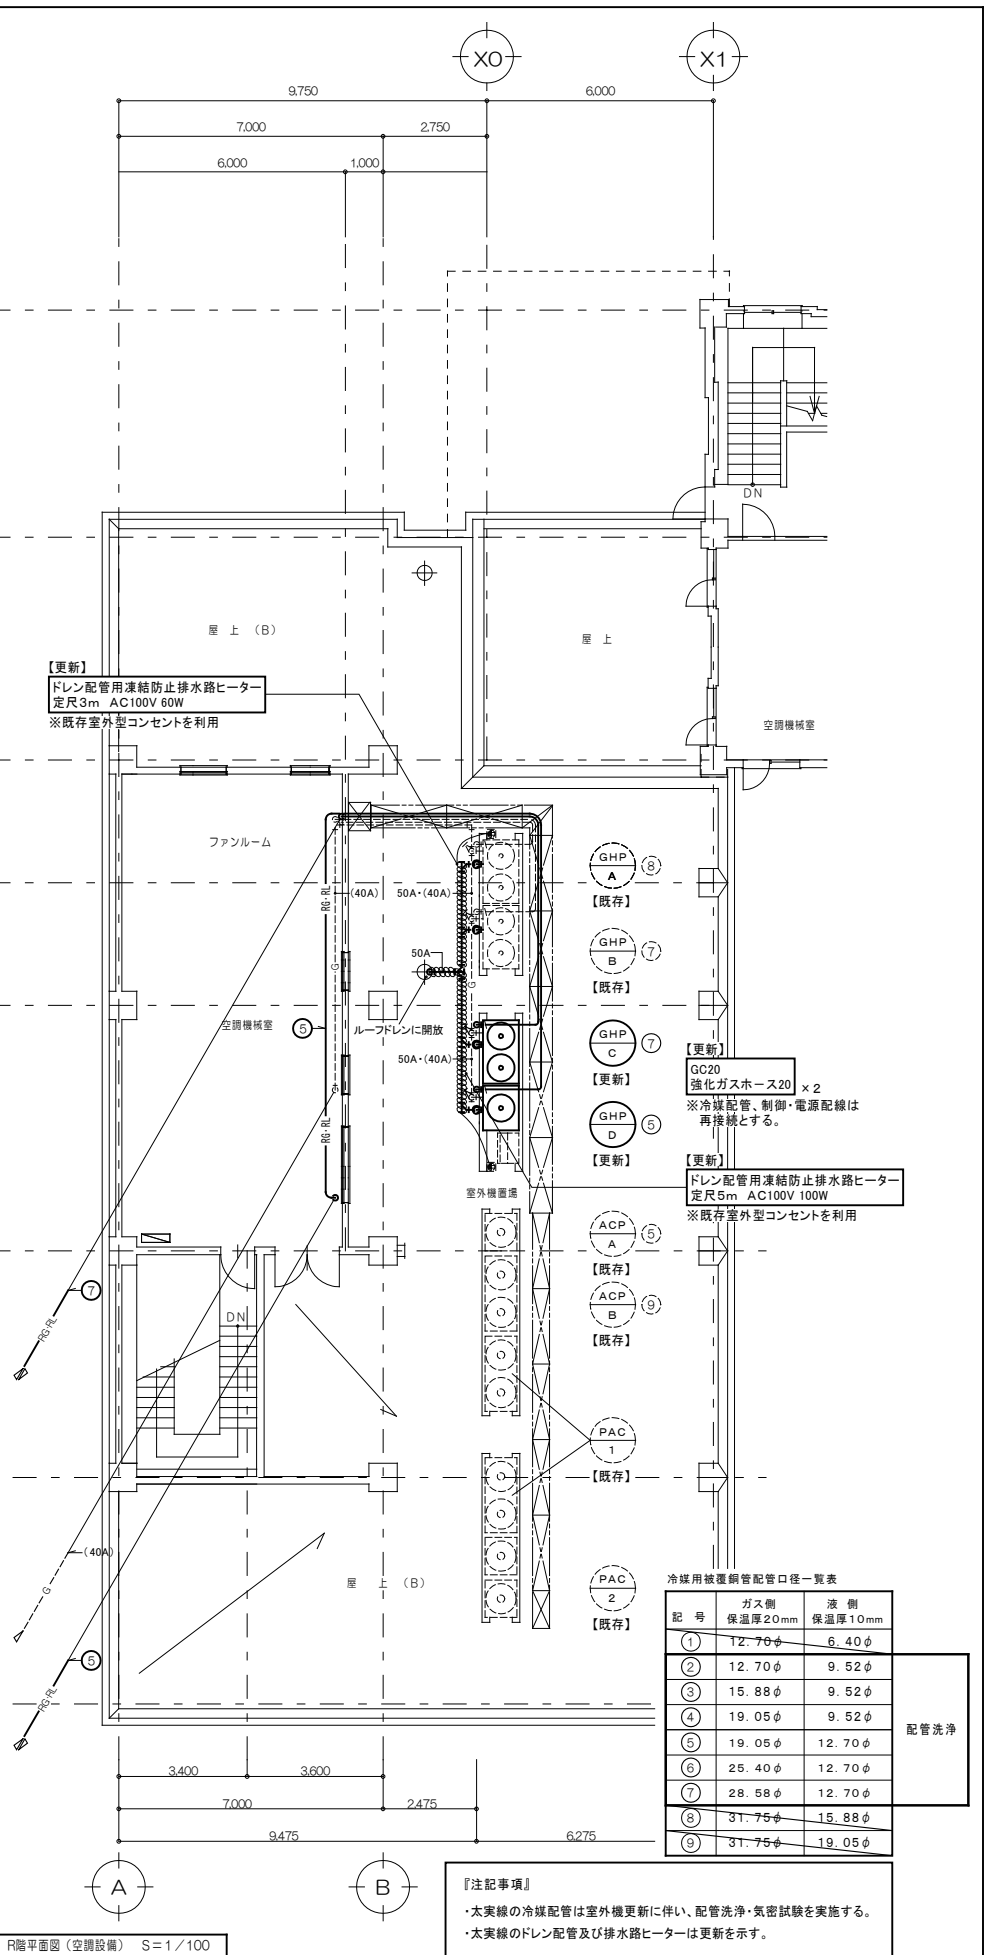 X0
X1
9.750
6.000
7.000
2.750
6.000
1.000
DN
屋 上 （B）
屋 上
【更新】
ドレン配管用凍結防止排水路ヒーター
定尺3m AC100V 60W
※既存室外型コンセントを利用
空調機械室
ファンルーム
RG・RL
(40A)
50A・(40A)
GHP
A
⑧
【既存】
GHP
B
⑦
【既存】
50A
G
G
空調機械室
⑤
ルーフドレンに開放
50A・(40A)
GHP
C
⑦
【更新】
【更新】
GC20
強化ガスホース20
×2
※冷媒配管、制御・電源配線は
再接続とする。
RG・RL
GHP
D
⑤
【更新】
【更新】
ドレン配管用凍結防止排水路ヒーター
定尺5m AC100V 100W
※既存室外型コンセントを利用
室外機置場
ACP
A
⑤
【既存】
ACP
B
⑨
【既存】
⑦
RG・RL
DN
PAC
1
【既存】
(40A)
G
屋 上 （B）
PAC
2
【既存】
⑤
RG・RL
冷媒用被覆銅管配管口径一覧表
記 号 ガス側 保温厚20mm 液 側 保温厚10mm
① 12.70φ 6.40φ
② 12.70φ 9.52φ
③ 15.88φ 9.52φ
④ 19.05φ 9.52φ
配管洗浄
⑤ 19.05φ 12.70φ
⑥ 25.40φ 12.70φ
⑦ 28.58φ 12.70φ
⑧ 31.75φ 15.88φ
⑨ 31.75φ 19.05φ
3.400
3.600
7.000
2.475
9.475
6.275
A
B
『注記事項』
・太実線の冷媒配管は室外機更新に伴い、配管洗浄・気密試験を実施する。
・太実線のドレン配管及び排水路ヒーターは更新を示す。
R階平面図（空調設備） S=1/100